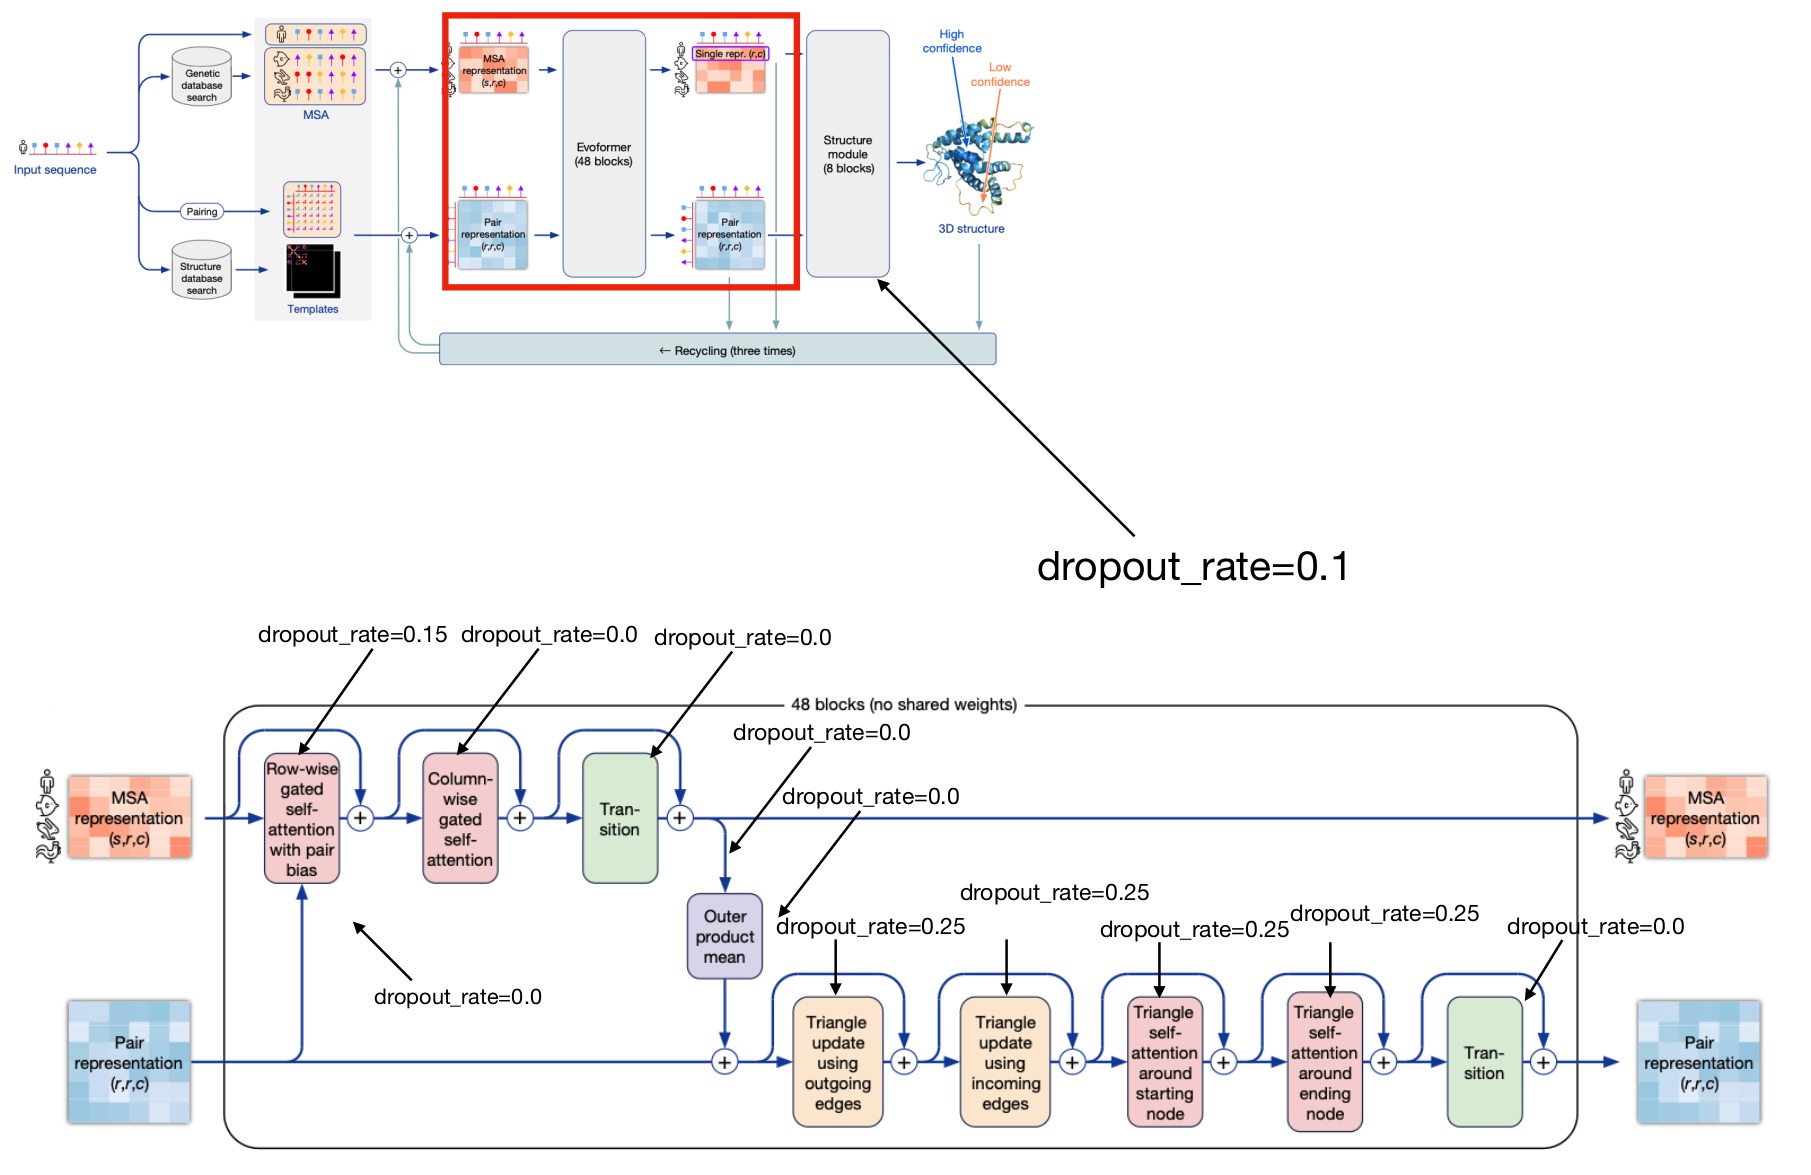 Input sequence
Genetic
database
search
MSA
Pairing
Structure
database
search
Templates
MSA
representation
(s,r,c)
Pair
representation
(r,r,c)
Evoformer
(48 blocks)
Single repr. (r,c)
Pair
representation
(r,r,c)
Structure
module
(8 blocks)
High
confidence
Low
confidence
3D structure
← Recycling (three times)
dropout_rate=0.1
dropout_rate=0.15
dropout_rate=0.0
dropout_rate=0.0
48 blocks (no shared weights)
dropout_rate=0.0
dropout_rate=0.0
MSA
representation
(s,r,c)
Row-wise
gated
self-
attention
with pair
bias
Column-
wise
gated
self-
attention
Tran-
sition
MSA
representation
(s,r,c)
Outer
product
mean
dropout_rate=0.25
dropout_rate=0.25
dropout_rate=0.25
dropout_rate=0.25
dropout_rate=0.0
dropout_rate=0.0
Pair
representation
(r,r,c)
Triangle
update
using
outgoing
edges
Triangle
update
using
incoming
edges
Triangle
self-
attention
around
starting
node
Triangle
self-
attention
around
ending
node
Tran-
sition
Pair
representation
(r,r,c)